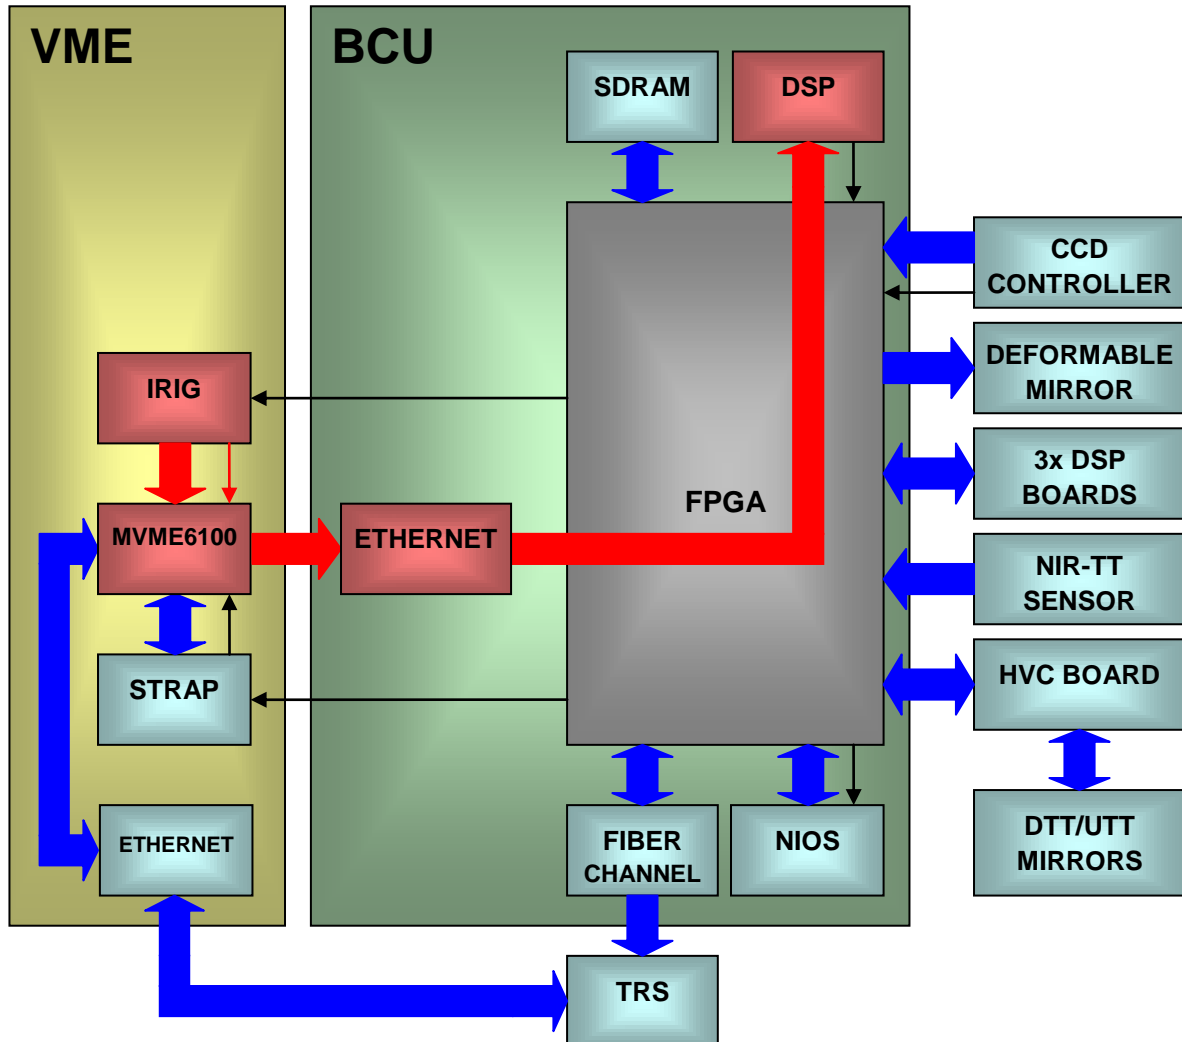 VME
BCU
SDRAM
DSP
CCD
CONTROLLER
DEFORMABLE
MIRROR
IRIG
3x DSP
BOARDS
FPGA
MVME6100
ETHERNET
NIR-TT
SENSOR
STRAP
HVC BOARD
ETHERNET
FIBER
CHANNEL
NIOS
DTT/UTT
MIRRORS
TRS